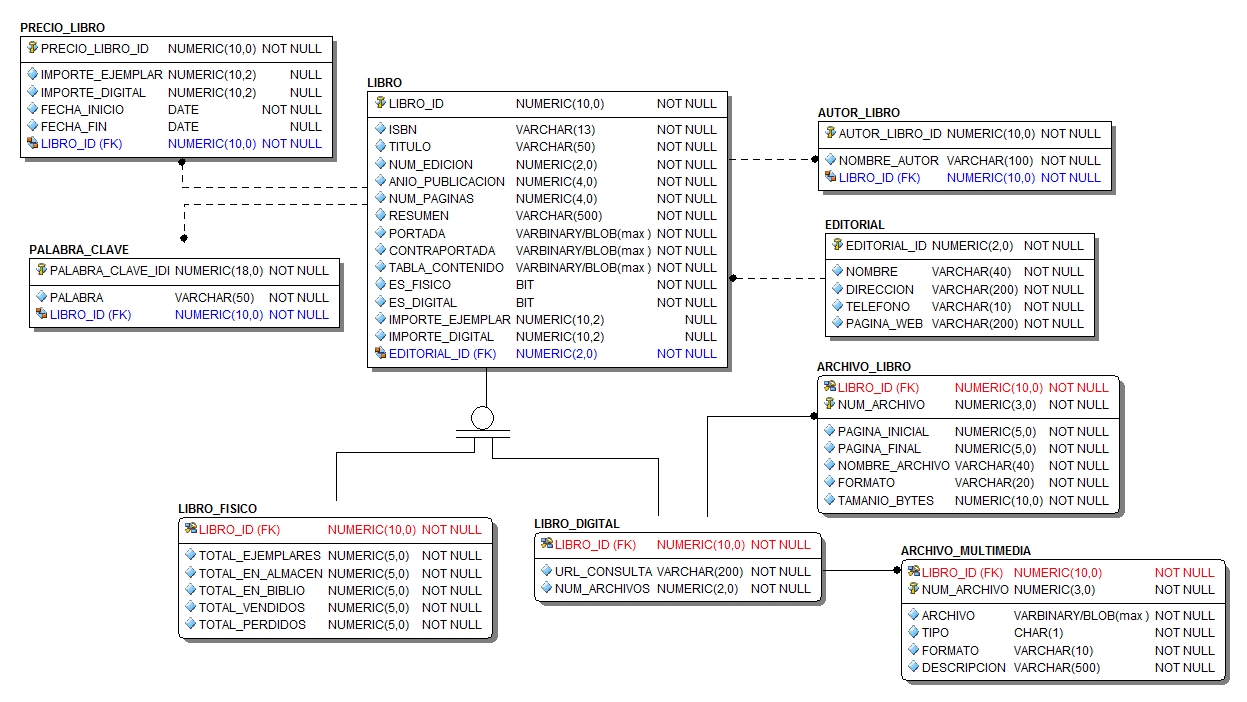 PRECIO_LIBRO
PRECIO_LIBRO_ID NUMERIC(10,0) NOT NULL
IMPORTE_EJEMPLAR NUMERIC(10,2) NULL
IMPORTE_DIGITAL NUMERIC(10,2) NULL
FECHA_INICIO DATE NOT NULL
FECHA_FIN DATE NULL
LIBRO_ID (FK) NUMERIC(10,0) NOT NULL
PALABRA_CLAVE
PALABRA_CLAVE_IDI NUMERIC(18,0) NOT NULL
PALABRA VARCHAR(50) NOT NULL
LIBRO_ID (FK) NUMERIC(10,0) NOT NULL
LIBRO
LIBRO_ID NUMERIC(10,0) NOT NULL
ISBN VARCHAR(13) NOT NULL
TITULO VARCHAR(50) NOT NULL
NUM_EDICION NUMERIC(2,0) NOT NULL
ANIO_PUBLICACION NUMERIC(4,0) NOT NULL
NUM_PAGINAS NUMERIC(4,0) NOT NULL
RESUMEN VARCHAR(500) NOT NULL
PORTADA VARBINARY/BLOB(max ) NOT NULL
CONTRAPORTADA VARBINARY/BLOB(max ) NOT NULL
TABLA_CONTENIDO VARBINARY/BLOB(max ) NOT NULL
ES_FISICO BIT NOT NULL
ES_DIGITAL BIT NOT NULL
IMPORTE_EJEMPLAR NUMERIC(10,2) NULL
IMPORTE_DIGITAL NUMERIC(10,2) NULL
EDITORIAL_ID (FK) NUMERIC(2,0) NOT NULL
AUTOR_LIBRO
AUTOR_LIBRO_ID NUMERIC(10,0) NOT NULL
NOMBRE_AUTOR VARCHAR(100) NOT NULL
LIBRO_ID (FK) NUMERIC(10,0) NOT NULL
EDITORIAL
EDITORIAL_ID NUMERIC(2,0) NOT NULL
NOMBRE VARCHAR(40) NOT NULL
DIRECCION VARCHAR(200) NOT NULL
TELEFONO VARCHAR(10) NOT NULL
PAGINA_WEB VARCHAR(200) NOT NULL
ARCHIVO_LIBRO
LIBRO_ID (FK) NUMERIC(10,0) NOT NULL
NUM_ARCHIVO NUMERIC(3,0) NOT NULL
PAGINA_INICIAL NUMERIC(5,0) NOT NULL
PAGINA_FINAL NUMERIC(5,0) NOT NULL
NOMBRE_ARCHIVO VARCHAR(40) NOT NULL
FORMATO VARCHAR(20) NOT NULL
TAMANIO_BYTES NUMERIC(10,0) NOT NULL
LIBRO_FISICO
LIBRO_ID (FK) NUMERIC(10,0) NOT NULL
TOTAL_EJEMPLARES NUMERIC(5,0) NOT NULL
TOTAL_EN_ALMACEN NUMERIC(5,0) NOT NULL
TOTAL_EN_BIBLIO NUMERIC(5,0) NOT NULL
TOTAL_VENDIDOS NUMERIC(5,0) NOT NULL
TOTAL_PERDIDOS NUMERIC(5,0) NOT NULL
LIBRO_DIGITAL
LIBRO_ID (FK) NUMERIC(10,0) NOT NULL
URL_CONSULTA VARCHAR(200) NOT NULL
NUM_ARCHIVOS NUMERIC(2,0) NOT NULL
ARCHIVO_MULTIMEDIA
LIBRO_ID (FK) NUMERIC(10,0) NOT NULL
NUM_ARCHIVO NUMERIC(3,0) NOT NULL
ARCHIVO VARBINARY/BLOB(max ) NOT NULL
TIPO CHAR(1) NOT NULL
FORMATO VARCHAR(10) NOT NULL
DESCRIPCION VARCHAR(500) NOT NULL